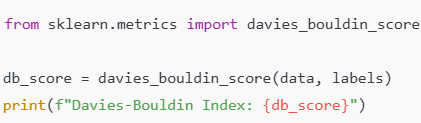 from sklearn.metrics import davies_bouldin_score
db_score = davies_bouldin_score(data, labels)
print(f"Davies-Bouldin Index: {db_score}")